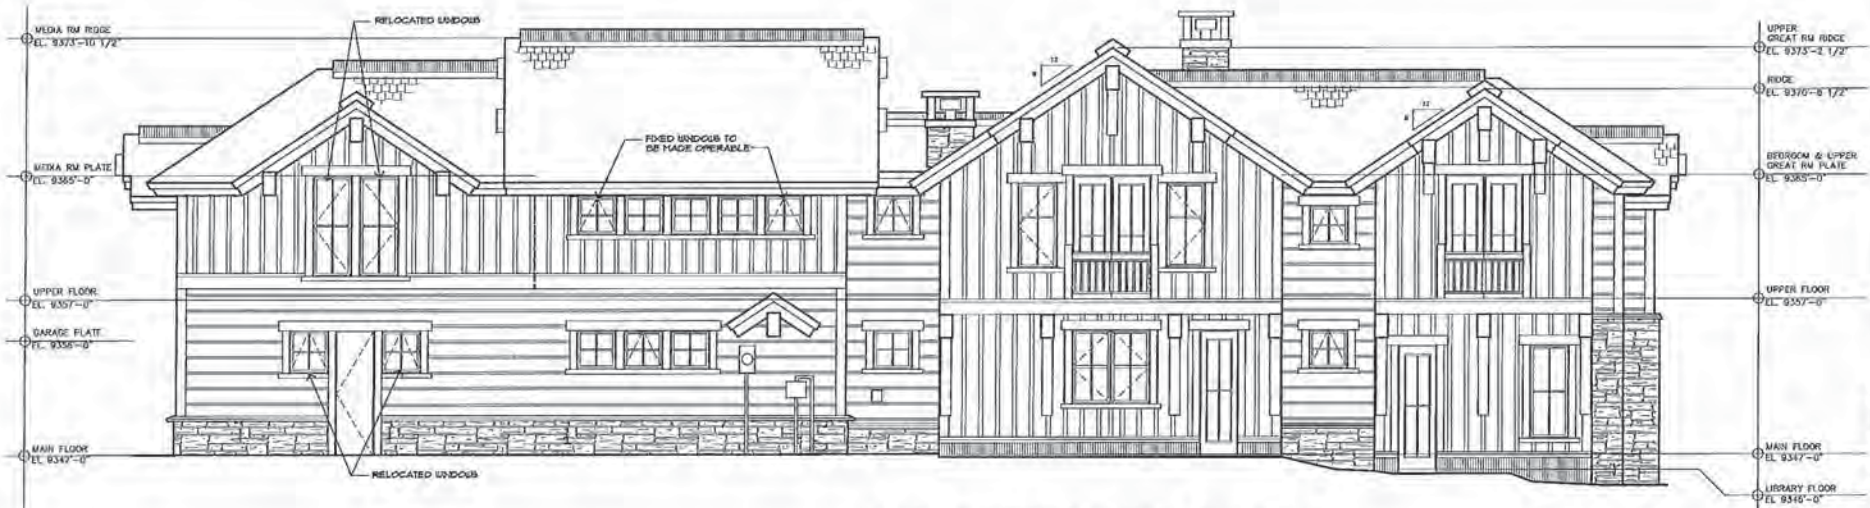 RELOCATED WINDOWS
MEDIA RM RIDGE
EL. 9373'-10 1/2"
UPPER
GREAT RM RIDGE
EL 9373'-2 1/2"
12
RIDGE
EL. 9370'-8 1/2"
12
FIXED WINDOWS TO
BE MADE OPERABLE
MEDIA RM PLATE
EL. 9365'-0"
BEDROOM & UPPER
GREAT RM PLATE
EL 9365'-0"
UPPER FLOOR
EL. 9357'-0"
UPPER FLOOR
EL. 9357'-0"
GARAGE PLATE
EL. 9356'-0"
MAIN FLOOR
EL 9347'-0"
MAIN FLOOR
EL 9347'-0"
RELOCATED WINDOWS
LIBRARY FLOOR
EL 9346'-0"